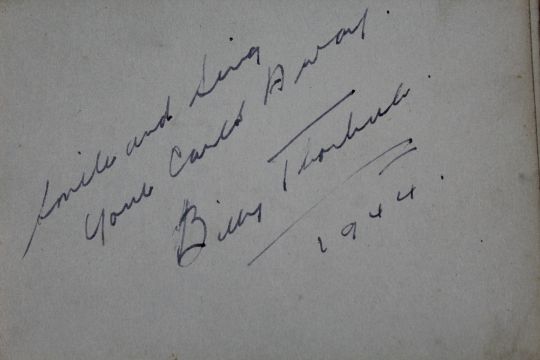 Smile and Sing
Your Cares Away.
Billy Thorburn.
1944.